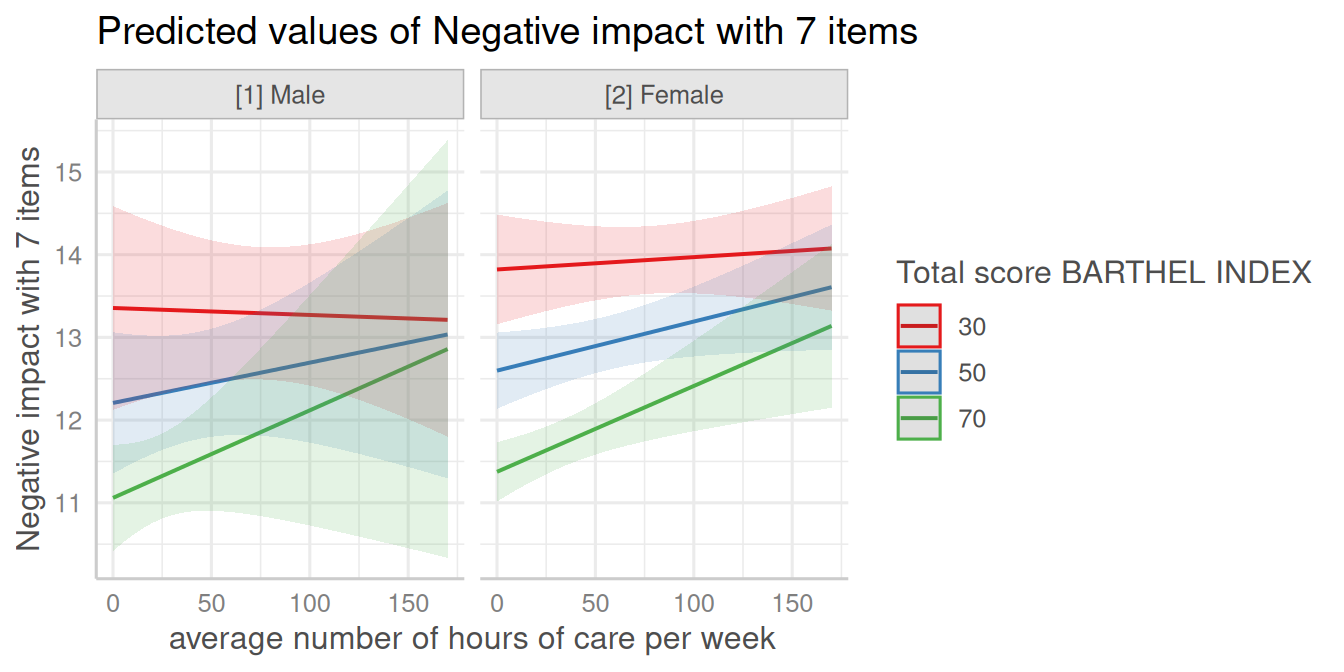 Predicted values of Negative impact with 7 items
[1] Male
[2] Female
Negative impact with 7 items
15
14
13
12
11
0 50 100 150
0 50 100 150
average number of hours of care per week
Total score BARTHEL INDEX
30
50
70